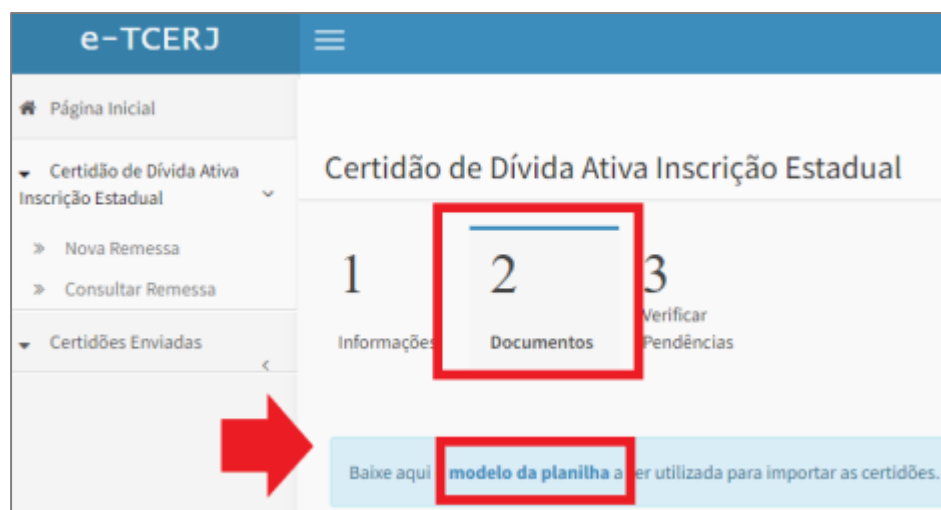 e-TCERJ
Página Inicial
Certidão de Dívida Ativa
Inscrição Estadual
Nova Remessa
Consultar Remessa
Certidões Enviadas
Certidão de Dívida Ativa Inscrição Estadual
1
Informações
2
Documentos
3
Verificar
Pendências
Baixe aqui modelo da planilha a er utilizada para importar as certidões.